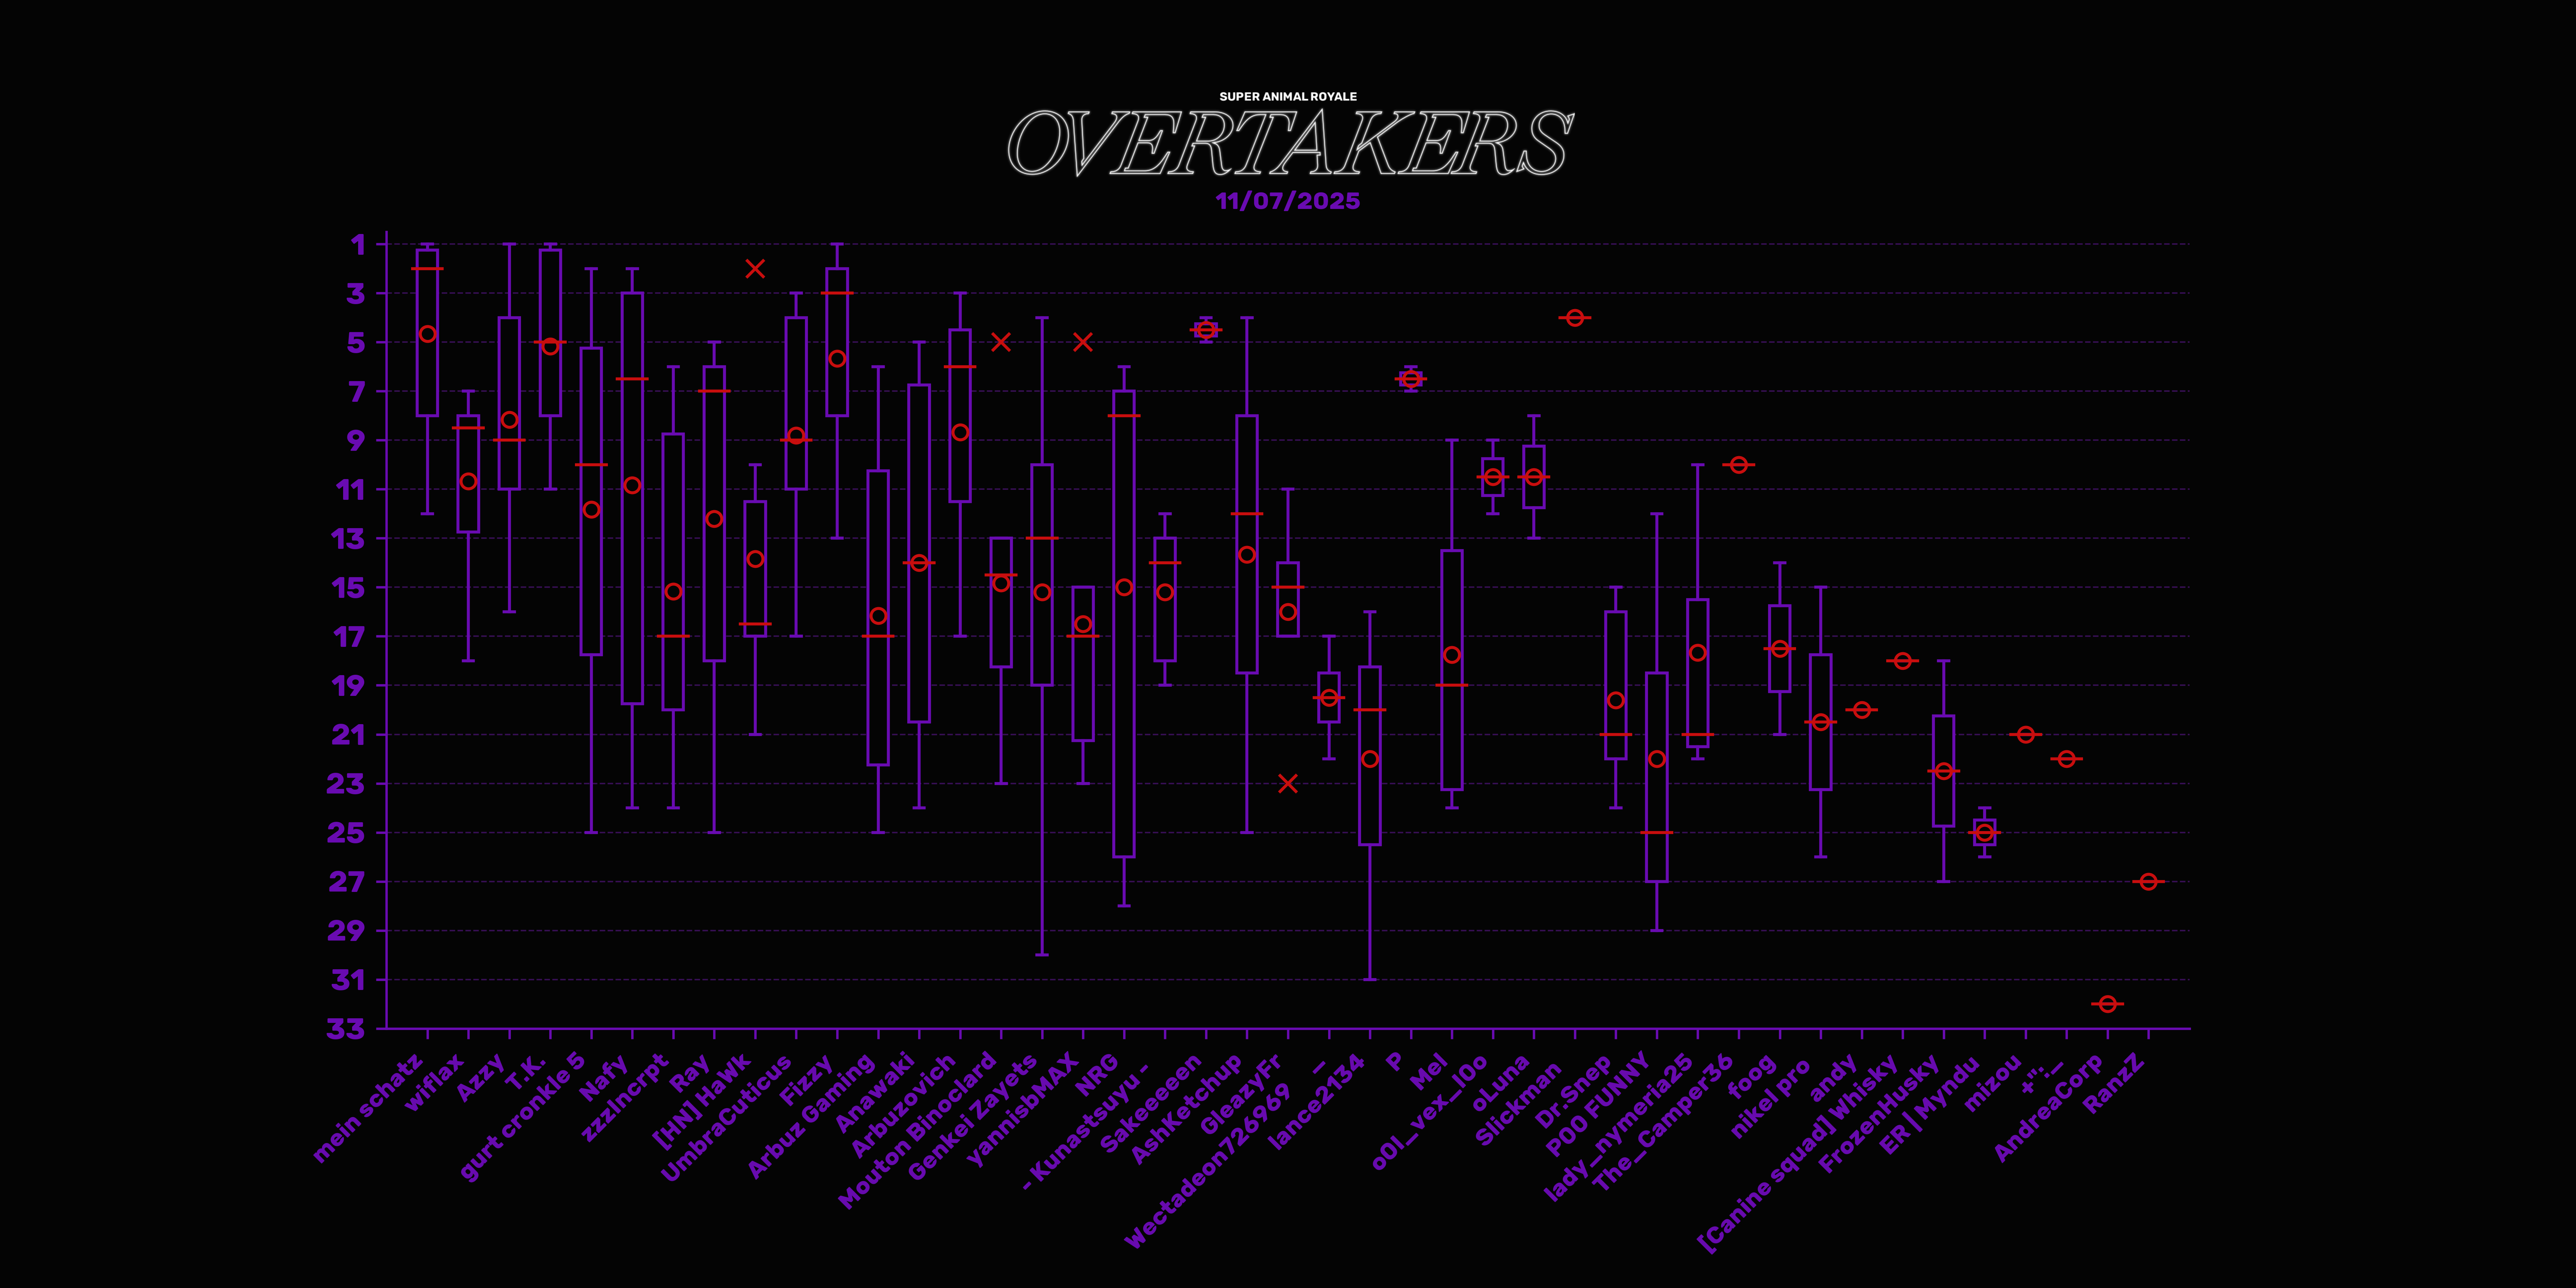 SUPER ANIMAL ROYALE
OVERTAKERS
11/07/2025
1
3
5
7
9
11
13
15
17
19
21
23
25
27
29
31
33
mein schatz
wiflax
Azzy
T.K.
gurt cronkle 5
Nafy
zzzIncrpt
Ray
[HN] HaWk
UmbraCuticus
Fizzy
Arbuz Gaming
Anawaki
Arbuzovich
Mouton Binoclard
Genkei Zayets
yannisbMAX
NRG
- Kunastsuyu -
Sakeeeeen
AshKetchup
GleazyFr
Wectadeon726969 _
lance2134
P
Mel
o0l_vex_l0o
oLuna
Slickman
Dr.Snep
POO FUNNY
lady_nymeria25
The_Camper36
foog
nikel pro
andy
[Canine squad] Whisky
FrozenHusky
ER | Myndu
mizou
+":._
AndreaCorp
RanzZ